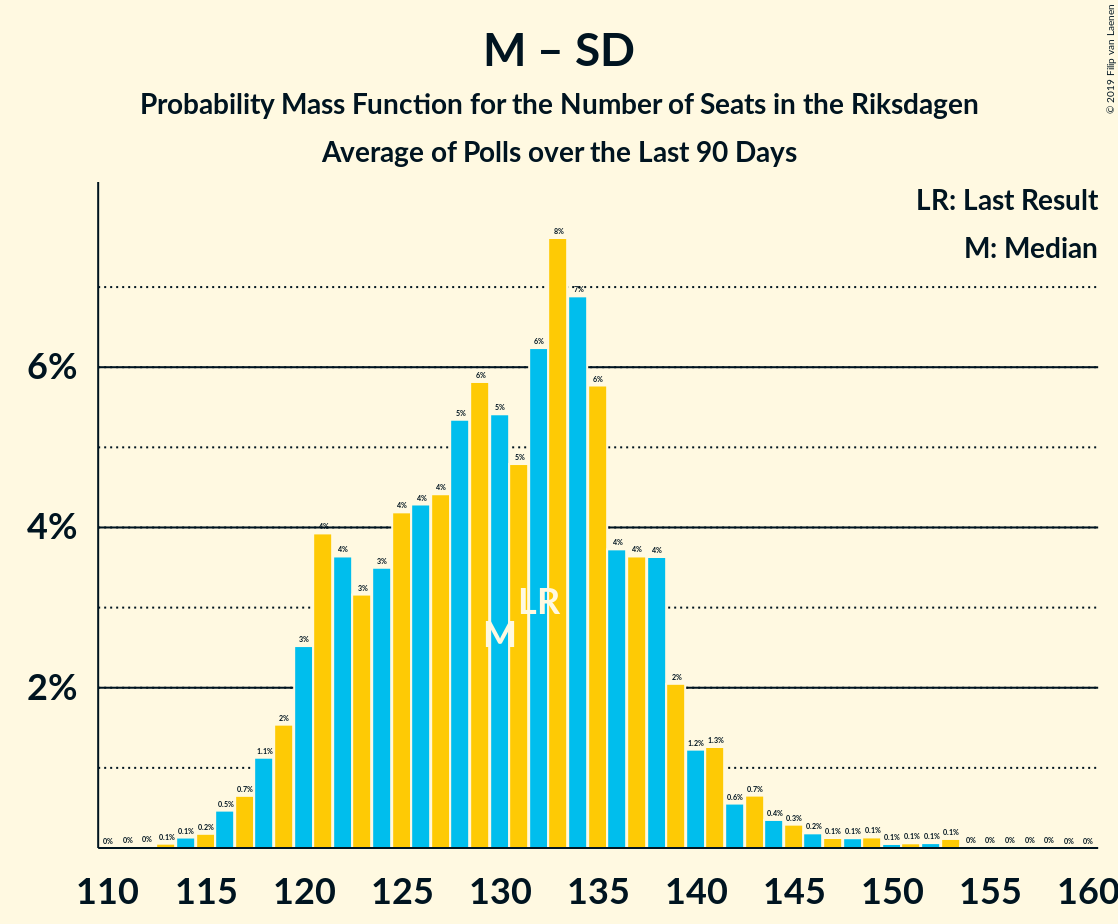 M – SD
Probability Mass Function for the Number of Seats in the Riksdagen
Average of Polls over the Last 90 Days
© 2019 Filip van Laenen
LR: Last Result
M: Median
6%
4%
2%
0% 0% 0% 0.1% 0.1% 0.2% 0.5% 0.7% 1.1% 2% 3% 4% 4% 3% 3% 4% 4% 4% 5% 6% 5% 5% 6% 8% 7% 6% 4% 4% 4% 2% 1.2% 1.3% 0.6% 0.7% 0.4% 0.3% 0.2% 0.1% 0.1% 0.1% 0.1% 0.1% 0.1% 0.1% 0% 0% 0% 0% 0% 0% 0%
LR
M
110 115 120 125 130 135 140 145 150 155 160